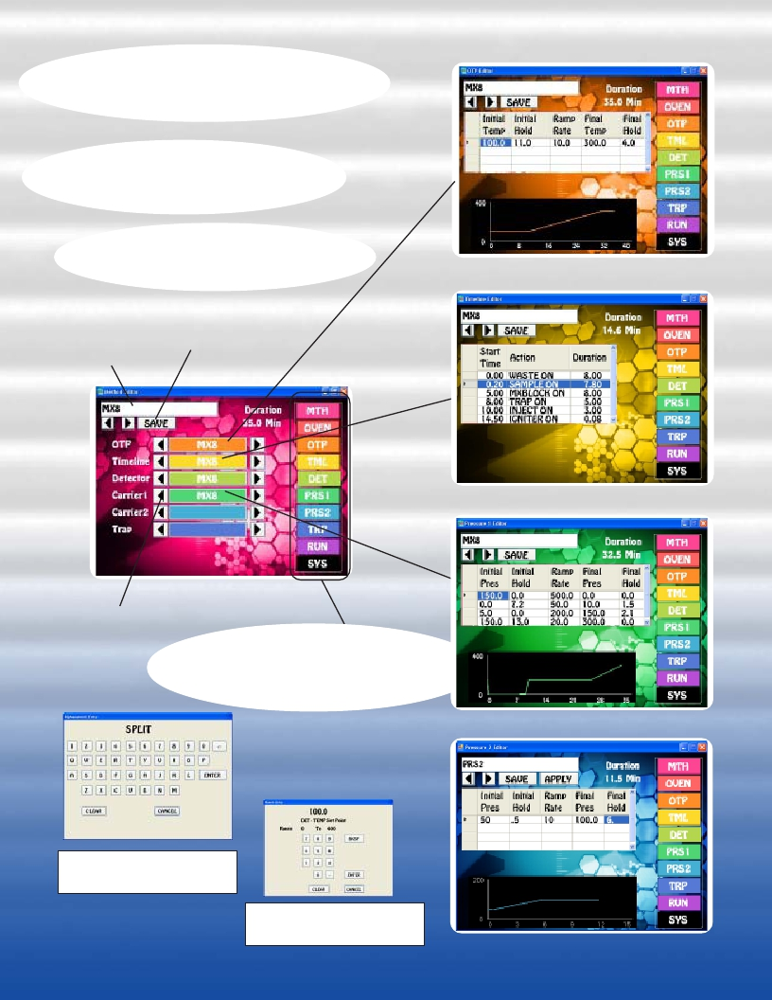 OTP Editor
MX8
Duration
SAVE
35.0 Min
Initial Temp Initial Hold Ramp Rate Final Temp Final Hold
100.0 11.0 10.0 300.0 4.0
400
0
0 8 16 24 32 40
MTH
OVEN
OTP
TML
DET
PRS1
PRS2
TRP
RUN
SYS
Timeline Editor
MX8
Duration
SAVE
14.6 Min
Start Time Action Duration
0.00 WASTE ON 8.00
0.20 SAMPLE ON 7.80
5.00 MXBLOCK ON 8.00
8.00 TRAP ON 5.00
10.00 INJECT ON 3.00
14.50 IGNITER ON 0.08
MTH
OVEN
OTP
TML
DET
PRS1
PRS2
TRP
RUN
SYS
Method Editor
MX8
Duration
SAVE
35.0 Min
OTP MX8
Timeline MX8
Detector MX8
Carrier1 MX8
Carrier2
Trap
MTH
OVEN
OTP
TML
DET
PRS1
PRS2
TRP
RUN
SYS
Pressure 1 Editor
MX8
Duration
SAVE
32.5 Min
Initial Pres Initial Hold Ramp Rate Final Pres Final Hold
150.0 0.0 500.0 0.0 0.0
0.0 7.2 50.0 10.0 1.5
5.0 0.0 200.0 150.0 2.1
150.0 13.0 20.0 300.0 0.0
400
0
0 7 14 21 28 35
MTH
OVEN
OTP
TML
DET
PRS1
PRS2
TRP
RUN
SYS
Alphanumeric Entry
SPLIT
1 2 3 4 5 6 7 8 9 0
Q W E R T Y U I O P
A S D F G H J K L ENTER
Z X C V B N M
CLEAR CANCEL
100.0
DET - TEMP Set Point
Range 0 To 400
7 8 9 BKSP
4 5 6
1 2 3
0 . ENTER
CLEAR CANCEL
Pressure 2 Editor
PRS2
Duration
SAVE APPLY
11.5 Min
Initial Pres Initial Hold Ramp Rate Final Pres Final Hold
50 .5 10 100.0 6.
200
0
0 3 6 9 12 15
MTH
OVEN
OTP
TML
DET
PRS1
PRS2
TRP
RUN
SYS